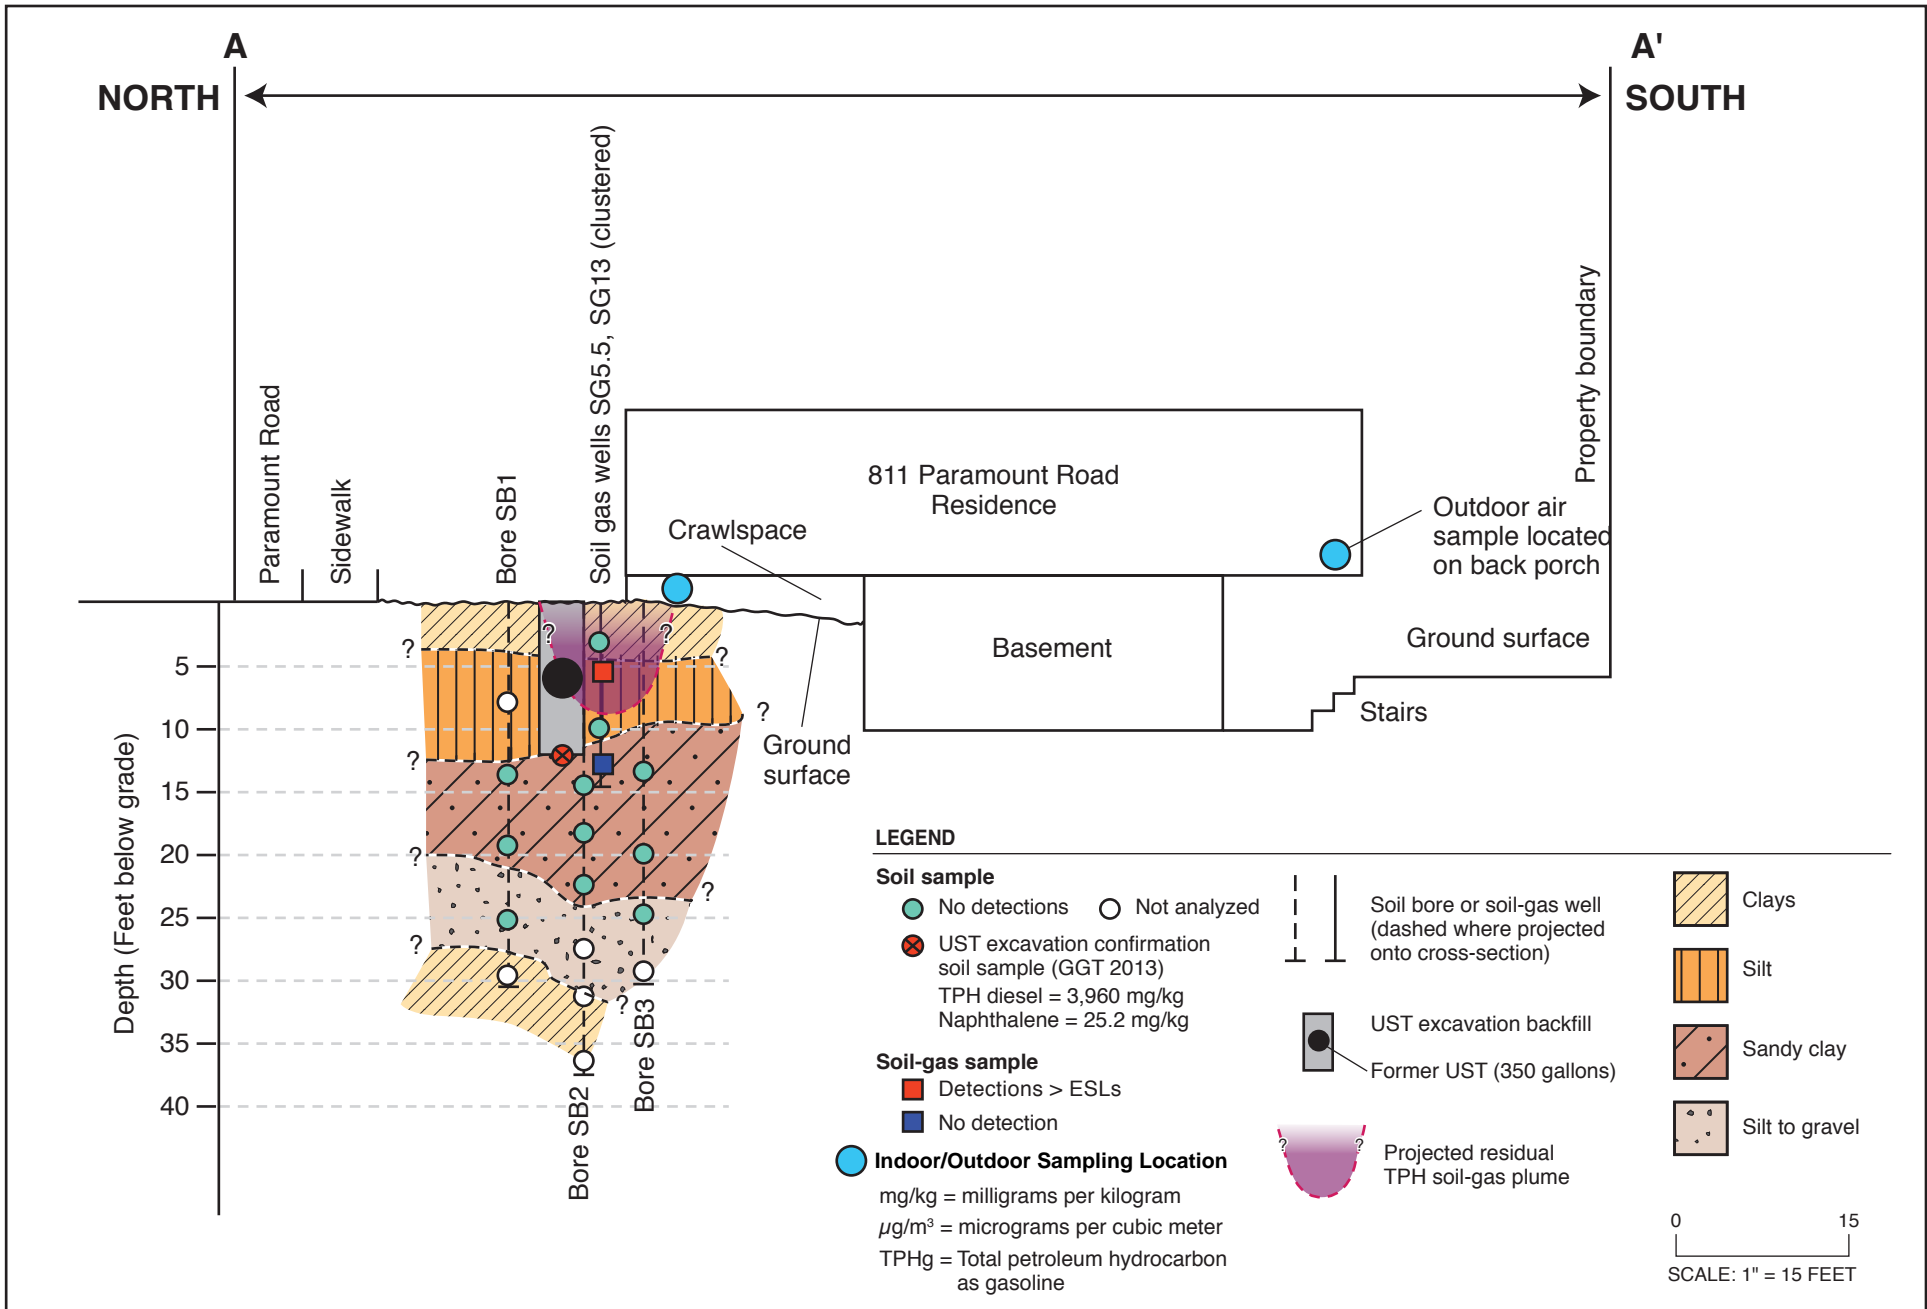 A
A'
NORTH
SOUTH
Paramount Road
Sidewalk
Bore SB1
Soil gas wells SG5.5, SG13 (clustered)
Property boundary
811 Paramount Road
Residence
Crawlspace
Outdoor air
sample located
on back porch
Basement
Ground surface
Stairs
Ground
surface
?
?
?
?
?
?
?
?
?
?
?
Depth (Feet below grade)
5
10
15
20
25
30
35
40
Bore SB2
Bore SB3
LEGEND
Soil sample
No detections
Not analyzed
UST excavation confirmation
soil sample (GGT 2013)
TPH diesel = 3,960 mg/kg
Naphthalene = 25.2 mg/kg
Soil-gas sample
Detections > ESLs
No detection
Indoor/Outdoor Sampling Location
mg/kg = milligrams per kilogram
µg/m³ = micrograms per cubic meter
TPHg = Total petroleum hydrocarbon
as gasoline
Soil bore or soil-gas well
(dashed where projected
onto cross-section)
UST excavation backfill
Former UST (350 gallons)
? ?
Projected residual
TPH soil-gas plume
Clays
Silt
Sandy clay
Silt to gravel
0 15
SCALE: 1" = 15 FEET